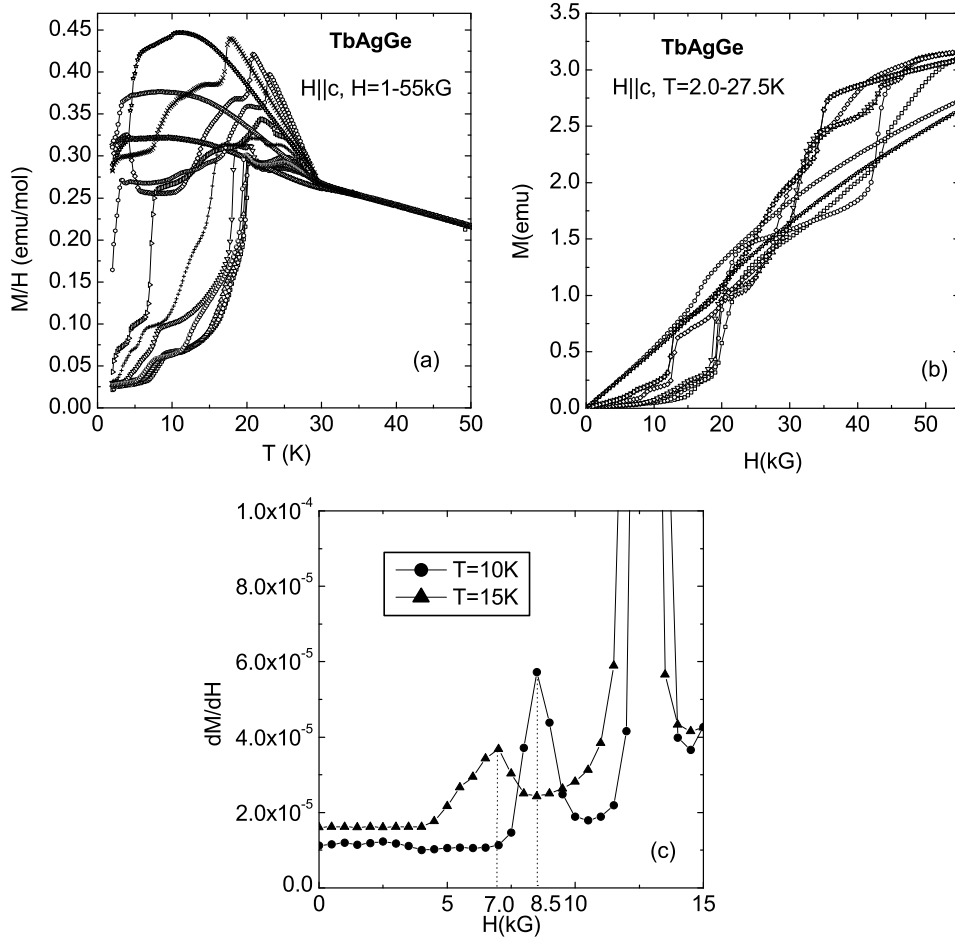 0.45
0.40
0.35
0.30
0.25
0.20
0.15
0.10
0.05
0.00
M/H (emu/mol)
TbAgGe
H||c, H=1-55kG
(a)
0 10 20 30 40 50
T (K)
3.5
3.0
2.5
2.0
1.5
1.0
0.5
0.0
M(emu)
TbAgGe
H||c, T=2.0-27.5K
(b)
0 10 20 30 40 50
H(kG)
1.0x10⁻⁴
8.0x10⁻⁵
6.0x10⁻⁵
4.0x10⁻⁵
2.0x10⁻⁵
0.0
dM/dH
T=10K
T=15K
(c)
0 5 7.0 8.5 10 15
H(kG)